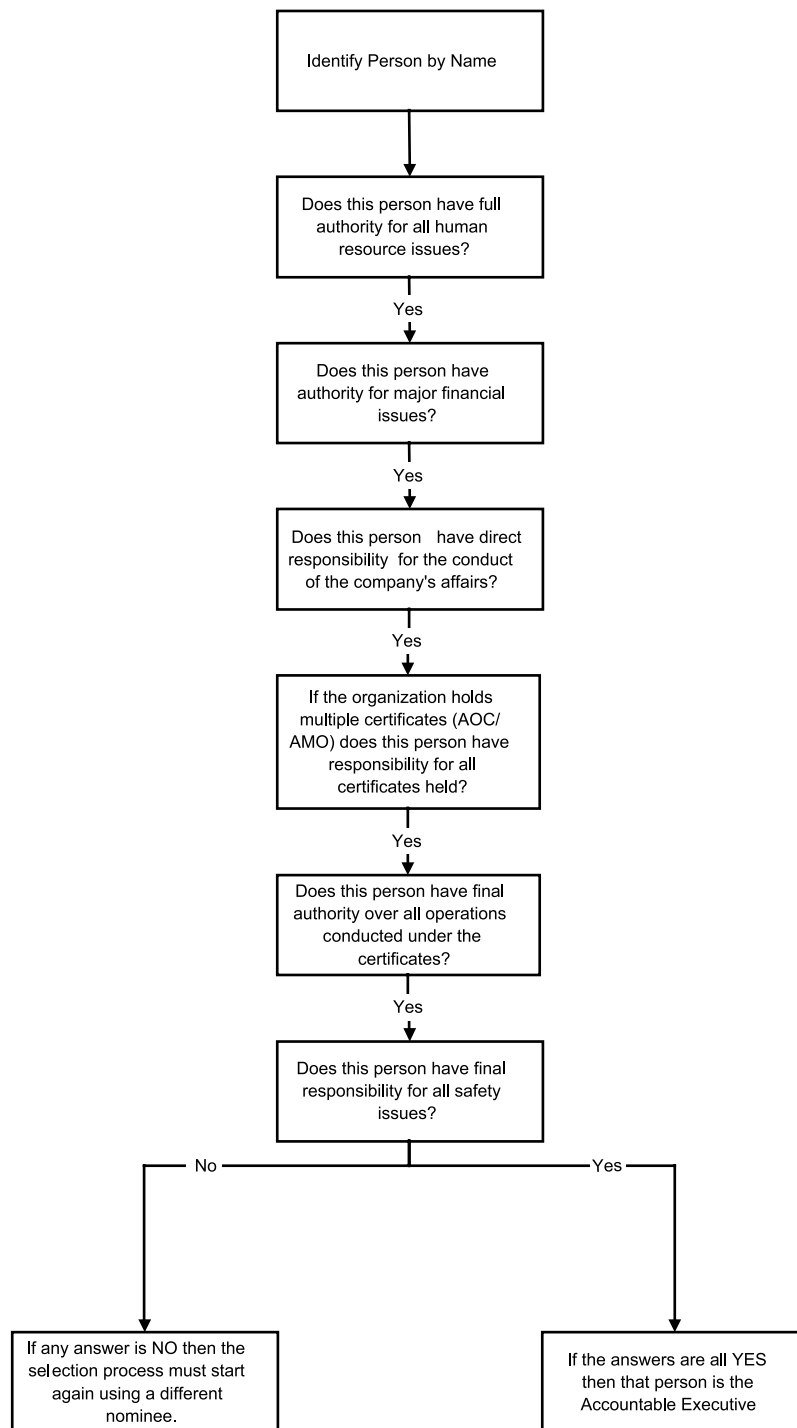 Identify Person by Name
Does this person have full
authority for all human
resource issues?
Yes
Does this person have
authority for major financial
issues?
Yes
Does this person have direct
responsibility for the conduct
of the company's affairs?
Yes
If the organization holds
multiple certificates (AOC/
AMO) does this person have
responsibility for all
certificates held?
Yes
Does this person have final
authority over all operations
conducted under the
certificates?
Yes
Does this person have final
responsibility for all safety
issues?
No
Yes
If any answer is NO then the
selection process must start
again using a different
nominee.
If the answers are all YES
then that person is the
Accountable Executive